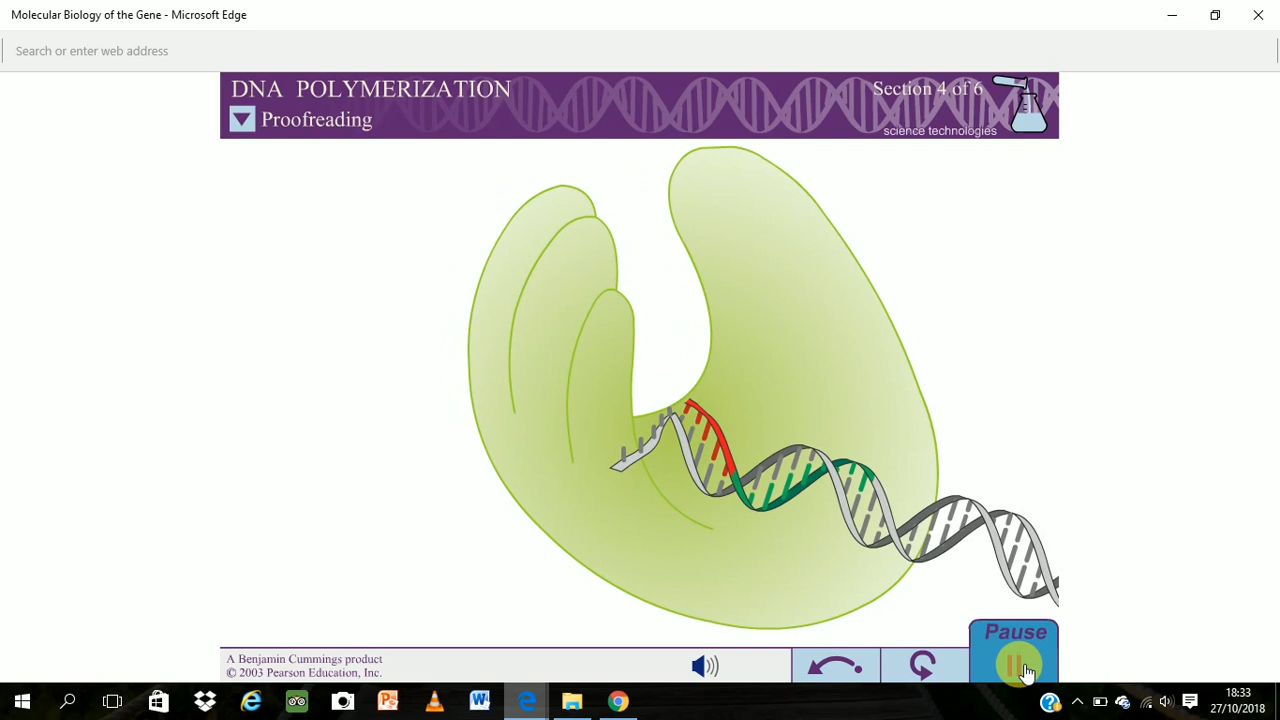 Molecular Biology of the Gene - Microsoft Edge
Search or enter web address
DNA POLYMERIZATION
Section 4 of 6
Proofreading
science technologies
Pause
A Benjamin Cummings product
© 2003 Pearson Education, Inc.
18:33
27/10/2018